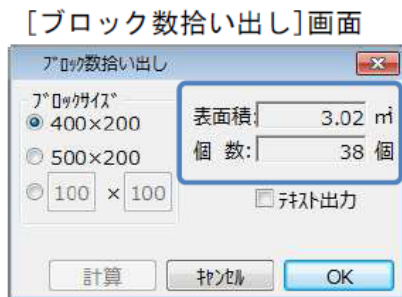 [ブロック数拾い出し]画面
ﾌﾞﾛｯｸ数拾い出し
ﾌﾞﾛｯｸｻｲｽﾞ
400×200
500×200
100 × 100
表面積: 3.02 ㎡
個 数: 38 個
ﾃｷｽﾄ出力
計算 ｷｬﾝｾﾙ OK